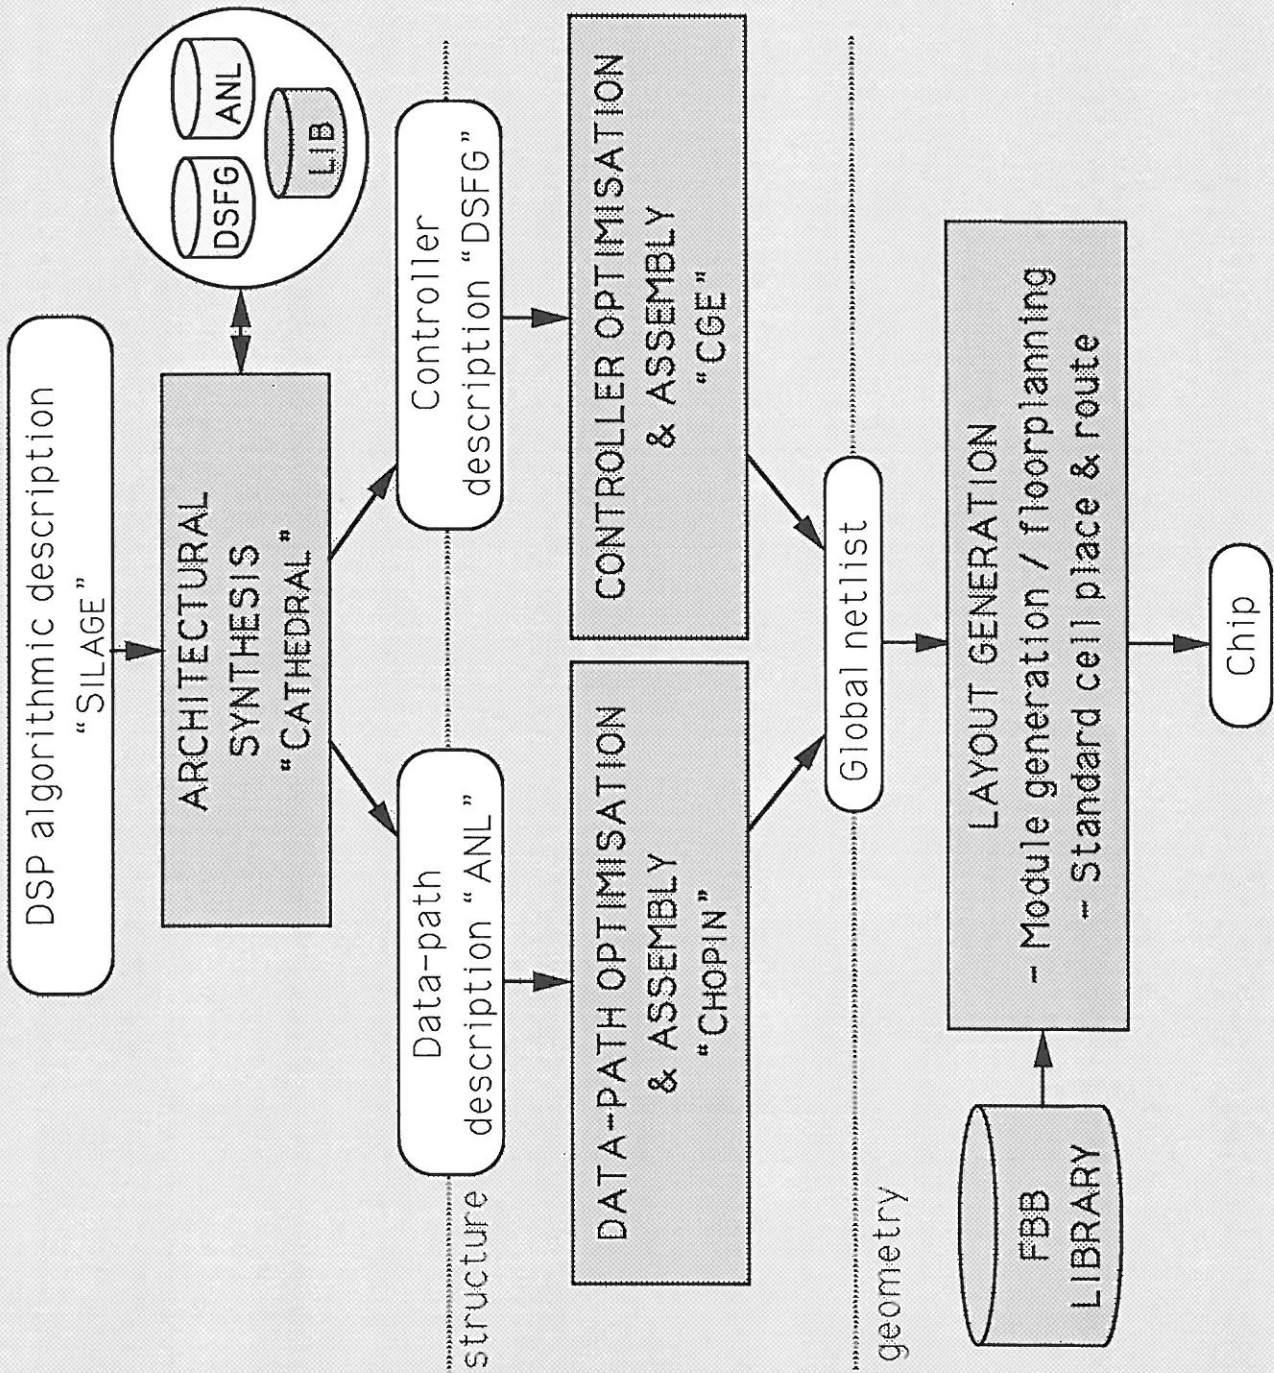 DSP algorithmic description
“SILAGE”
ARCHITECTURAL
SYNTHESIS
“CATHEDRAL”
DSFG
ANL
LIB
Data-path
description “ANL”
Controller
description “DSFG”
structure
DATA-PATH OPTIMISATION
& ASSEMBLY
“CHOPIN”
CONTROLLER OPTIMISATION
& ASSEMBLY
“CGE”
Global netlist
geometry
FBB
LIBRARY
LAYOUT GENERATION
- Module generation / floorplanning
- Standard cell place & route
Chip